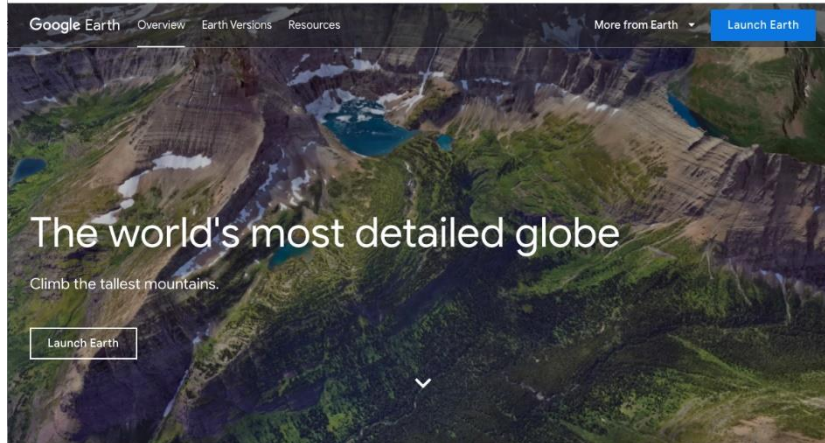 Google Earth Overview Earth Versions Resources More from Earth Launch Earth
The world's most detailed globe
Climb the tallest mountains.
Launch Earth